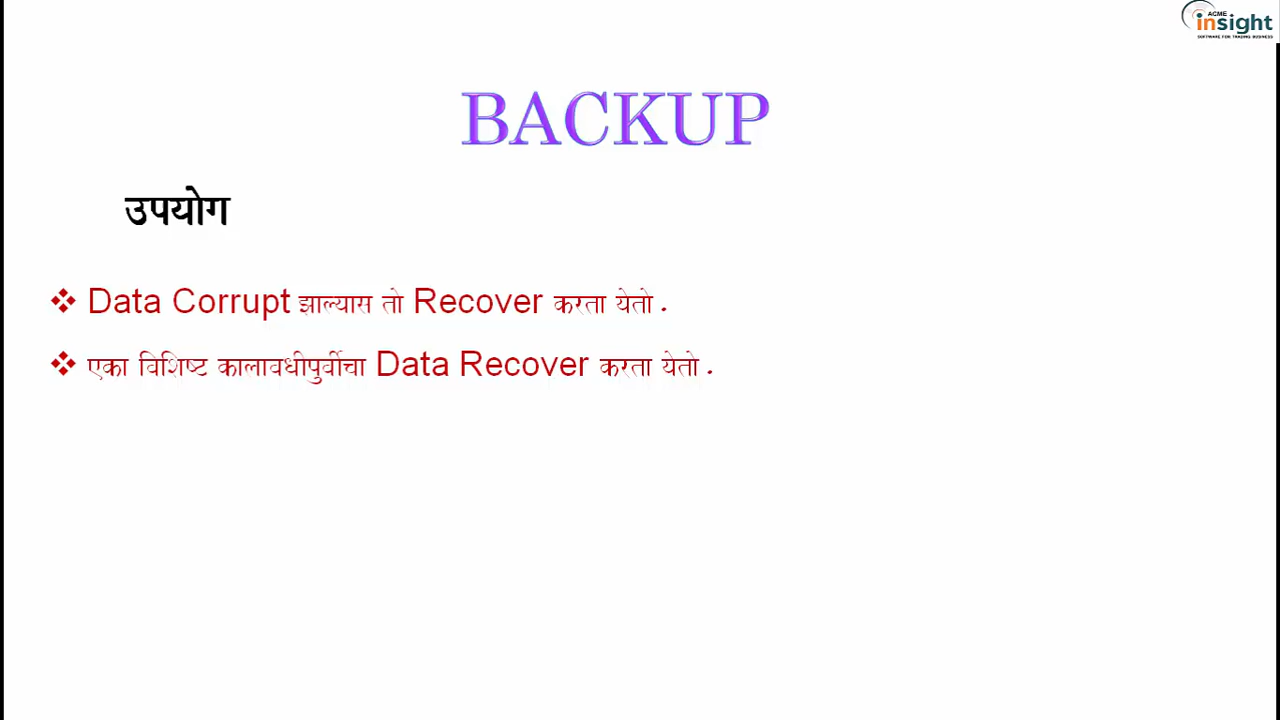 ACME
insight
SOFTWARE FOR TRADING BUSINESS
BACKUP
उपयोग
❖ Data Corrupt झाल्यास तो Recover करता येतो.
❖ एका विशिष्ट कालावधीपुर्वीचा Data Recover करता येतो.